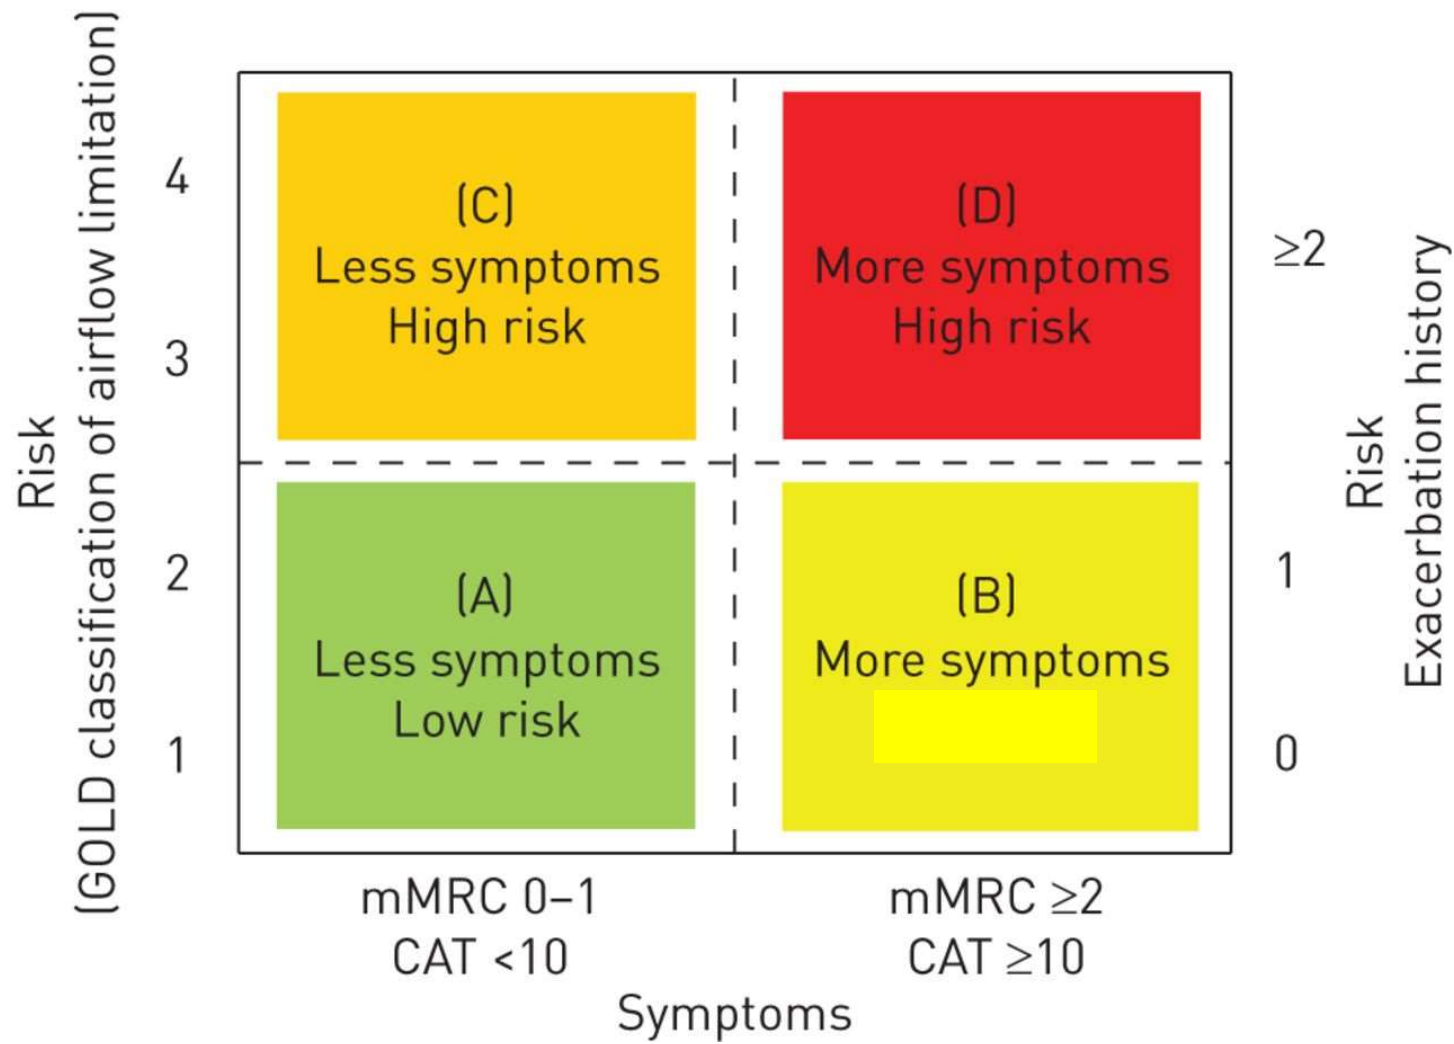 Risk
(GOLD classification of airflow limitation)
4
3
2
1
(C)
Less symptoms
High risk
(D)
More symptoms
High risk
(A)
Less symptoms
Low risk
(B)
More symptoms
≥2
1
0
Risk
Exacerbation history
mMRC 0–1
CAT <10
mMRC ≥2
CAT ≥10
Symptoms